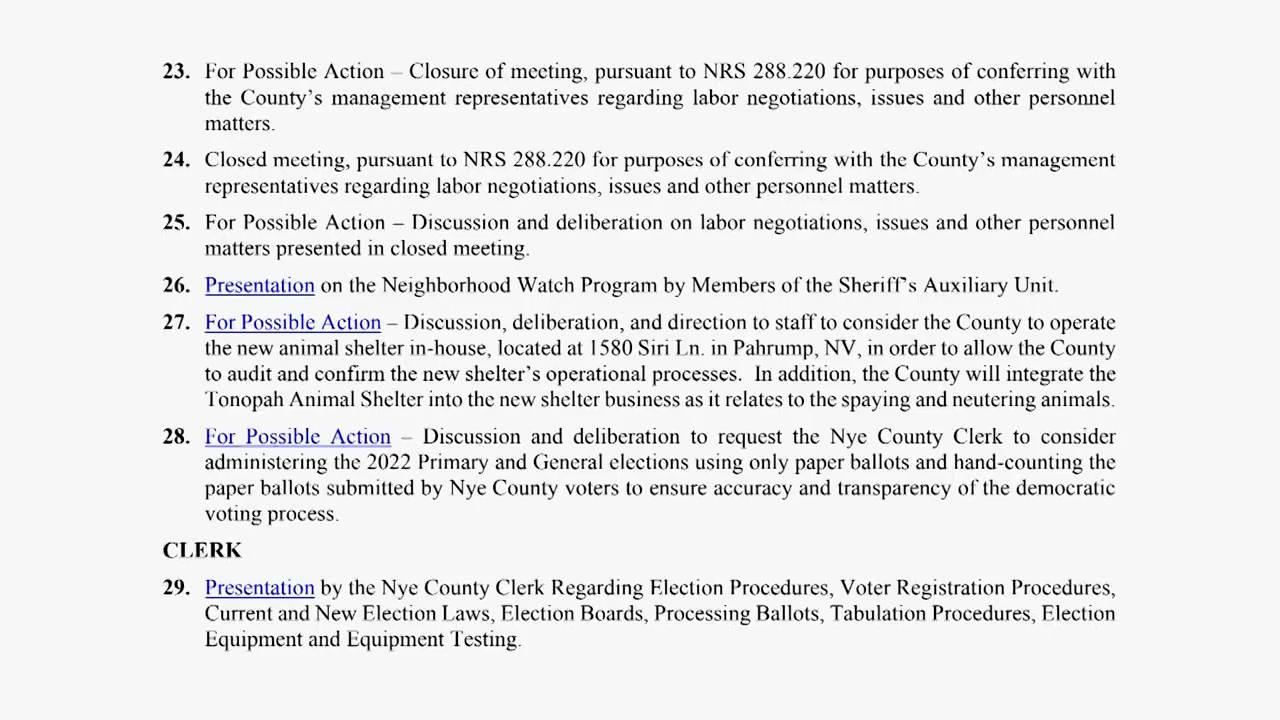 23. For Possible Action – Closure of meeting, pursuant to NRS 288.220 for purposes of conferring with
the County’s management representatives regarding labor negotiations, issues and other personnel
matters.
24. Closed meeting, pursuant to NRS 288.220 for purposes of conferring with the County’s management
representatives regarding labor negotiations, issues and other personnel matters.
25. For Possible Action – Discussion and deliberation on labor negotiations, issues and other personnel
matters presented in closed meeting.
26. Presentation on the Neighborhood Watch Program by Members of the Sheriff’s Auxiliary Unit.
27. For Possible Action – Discussion, deliberation, and direction to staff to consider the County to operate
the new animal shelter in-house, located at 1580 Siri Ln. in Pahrump, NV, in order to allow the County
to audit and confirm the new shelter’s operational processes.  In addition, the County will integrate the
Tonopah Animal Shelter into the new shelter business as it relates to the spaying and neutering animals.
28. For Possible Action – Discussion and deliberation to request the Nye County Clerk to consider
administering the 2022 Primary and General elections using only paper ballots and hand-counting the
paper ballots submitted by Nye County voters to ensure accuracy and transparency of the democratic
voting process.
CLERK
29. Presentation by the Nye County Clerk Regarding Election Procedures, Voter Registration Procedures,
Current and New Election Laws, Election Boards, Processing Ballots, Tabulation Procedures, Election
Equipment and Equipment Testing.